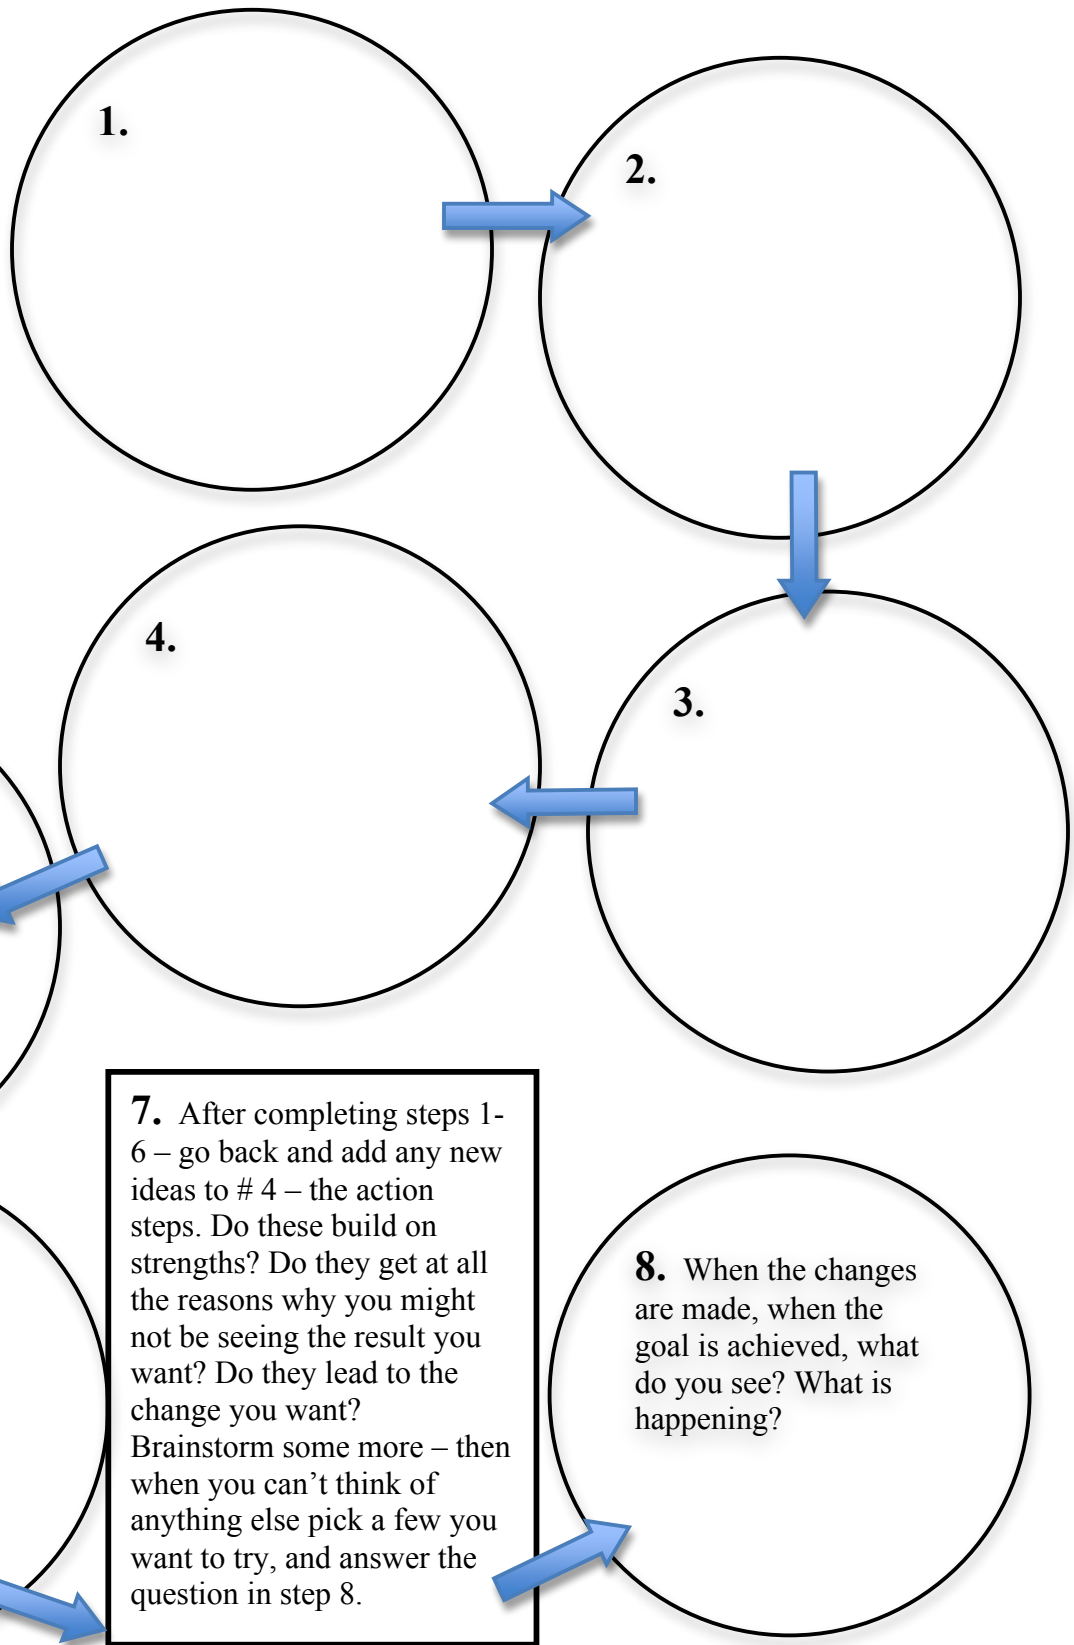 1.
2.
4.
3.
7. After completing steps 1-
6 – go back and add any new
ideas to # 4 – the action
steps. Do these build on
strengths? Do they get at all
the reasons why you might
not be seeing the result you
want? Do they lead to the
change you want?
Brainstorm some more – then
when you can’t think of
anything else pick a few you
want to try, and answer the
question in step 8.
8. When the changes
are made, when the
goal is achieved, what
do you see? What is
happening?